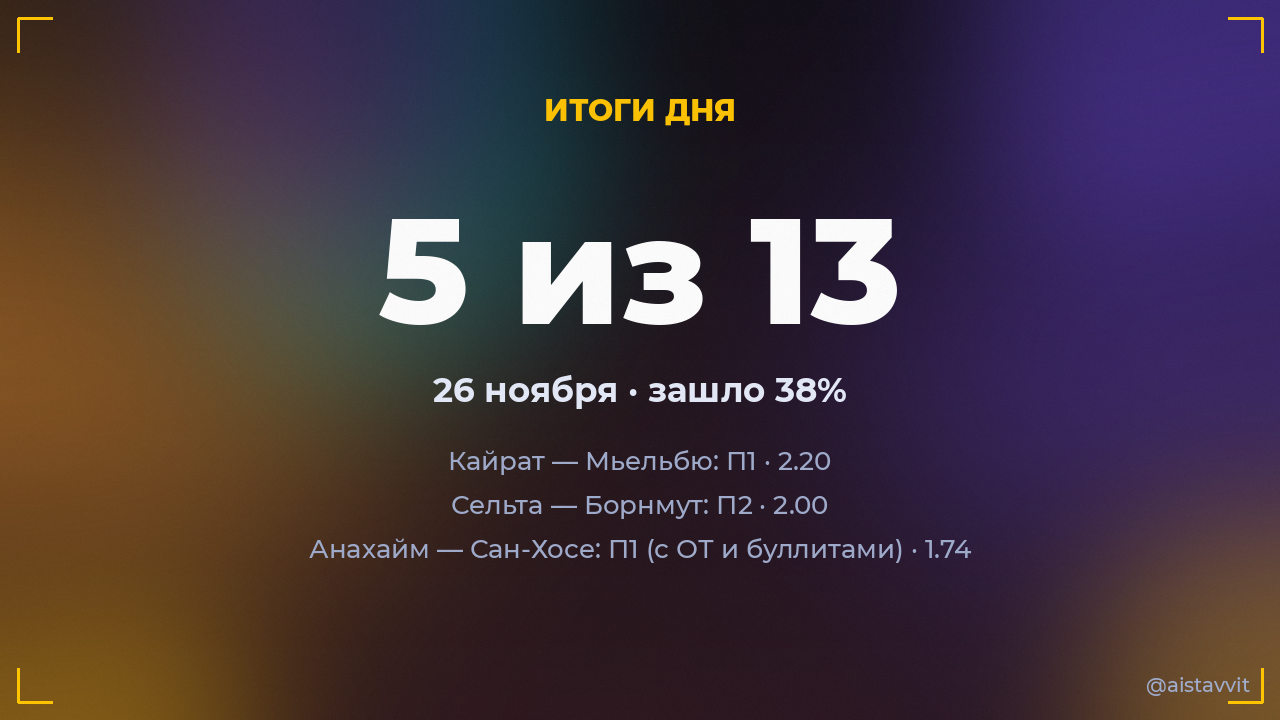 ИТОГИ ДНЯ
5 из 13
26 ноября · зашло 38%
Кайрат — Мьельбю: П1 · 2.20
Сельта — Борнмут: П2 · 2.00
Анахайм — Сан-Хосе: П1 (с ОТ и буллитами) · 1.74
@aistavvit